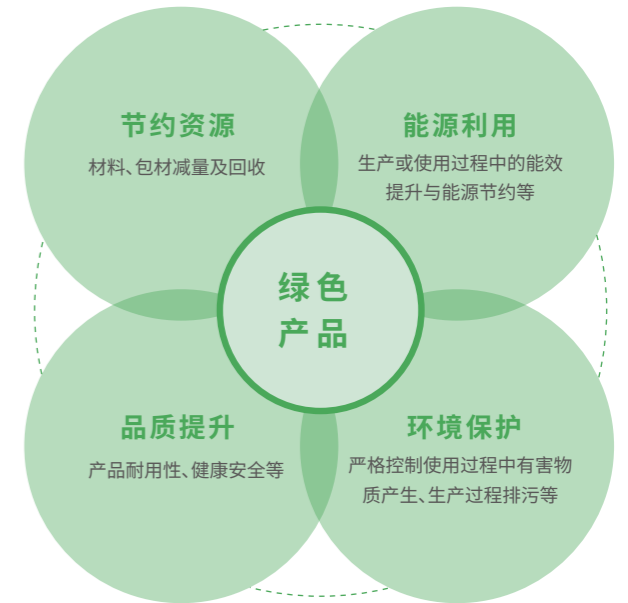 节约资源
材料、包材减量及回收
能源利用
生产或使用过程中的能效
提升与能源节约等
绿色
产品
品质提升
产品耐用性、健康安全等
环境保护
严格控制使用过程中有害物
质产生、生产过程排污等